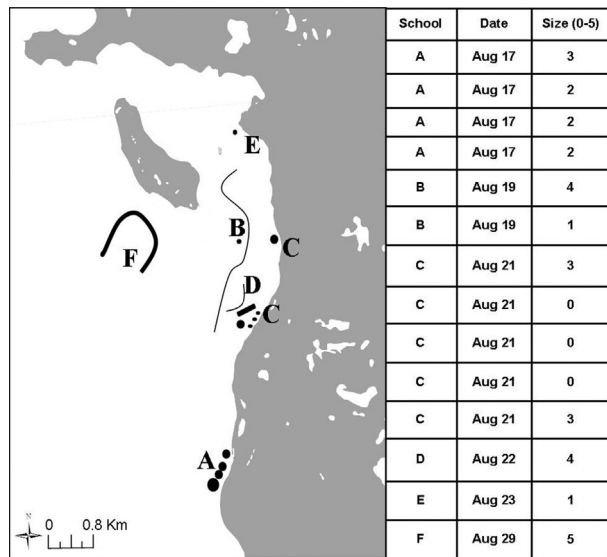 E
B
C
F
D
C
A
N
0 0.8 Km
School Date Size (0-5)
A Aug 17 3
A Aug 17 2
A Aug 17 2
A Aug 17 2
B Aug 19 4
B Aug 19 1
C Aug 21 3
C Aug 21 0
C Aug 21 0
C Aug 21 0
C Aug 21 3
D Aug 22 4
E Aug 23 1
F Aug 29 5